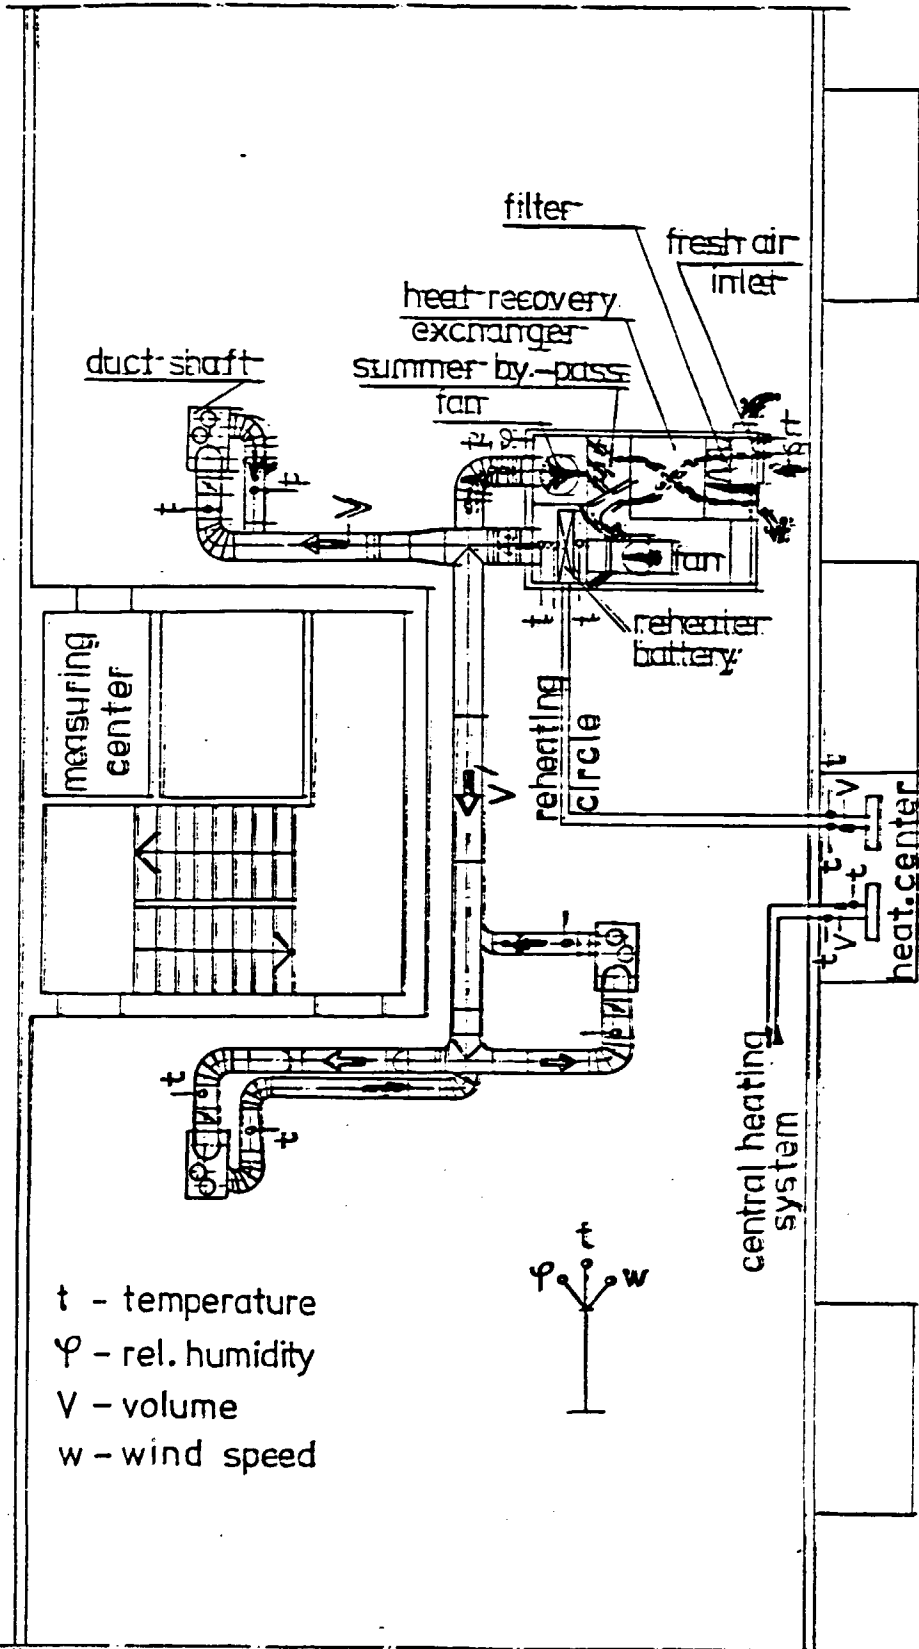 filter
fresh air
inlet
heat recovery
exchanger
duct shaft
summer by-pass
fan
t
t
t
V
fan
t
t
reheater
battery
measuring
center
reheating
circle
V
t
V
t
t
V
t
heat.center
central heating
system
t
t
t
φ
w
t - temperature
φ - rel. humidity
V - volume
w - wind speed